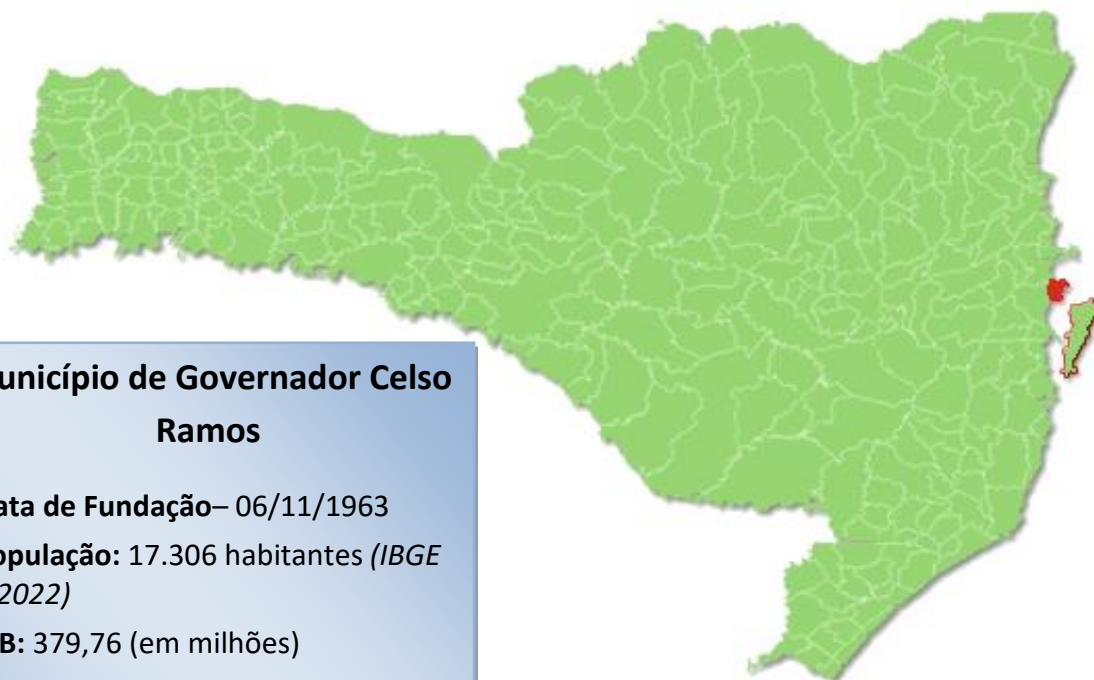 unicípio de Governador Celso
Ramos
ata de Fundação– 06/11/1963
opulação: 17.306 habitantes (IBGE
2022)
B: 379,76 (em milhões)